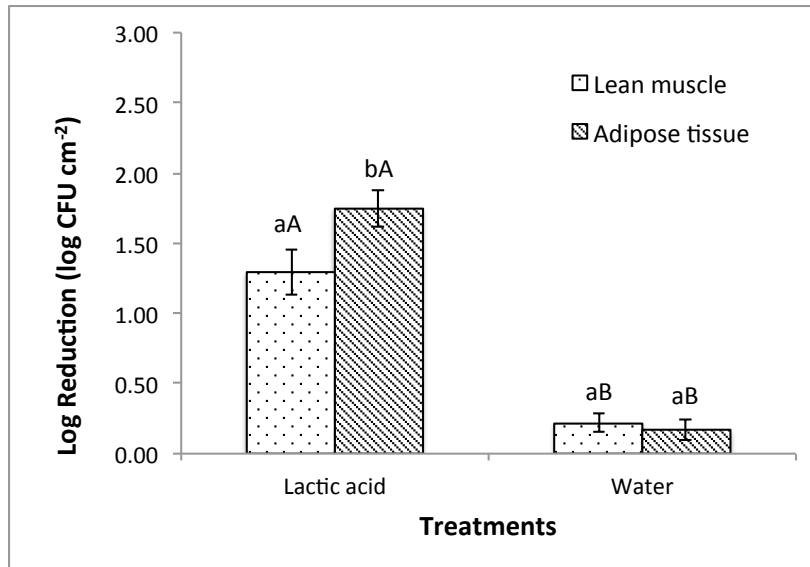 3.00
2.50
2.00
1.50
1.00
0.50
0.00
Log Reduction (log CFU cm-2)
Lean muscle
Adipose tissue
aA
bA
aB
aB
Lactic acid
Water
Treatments